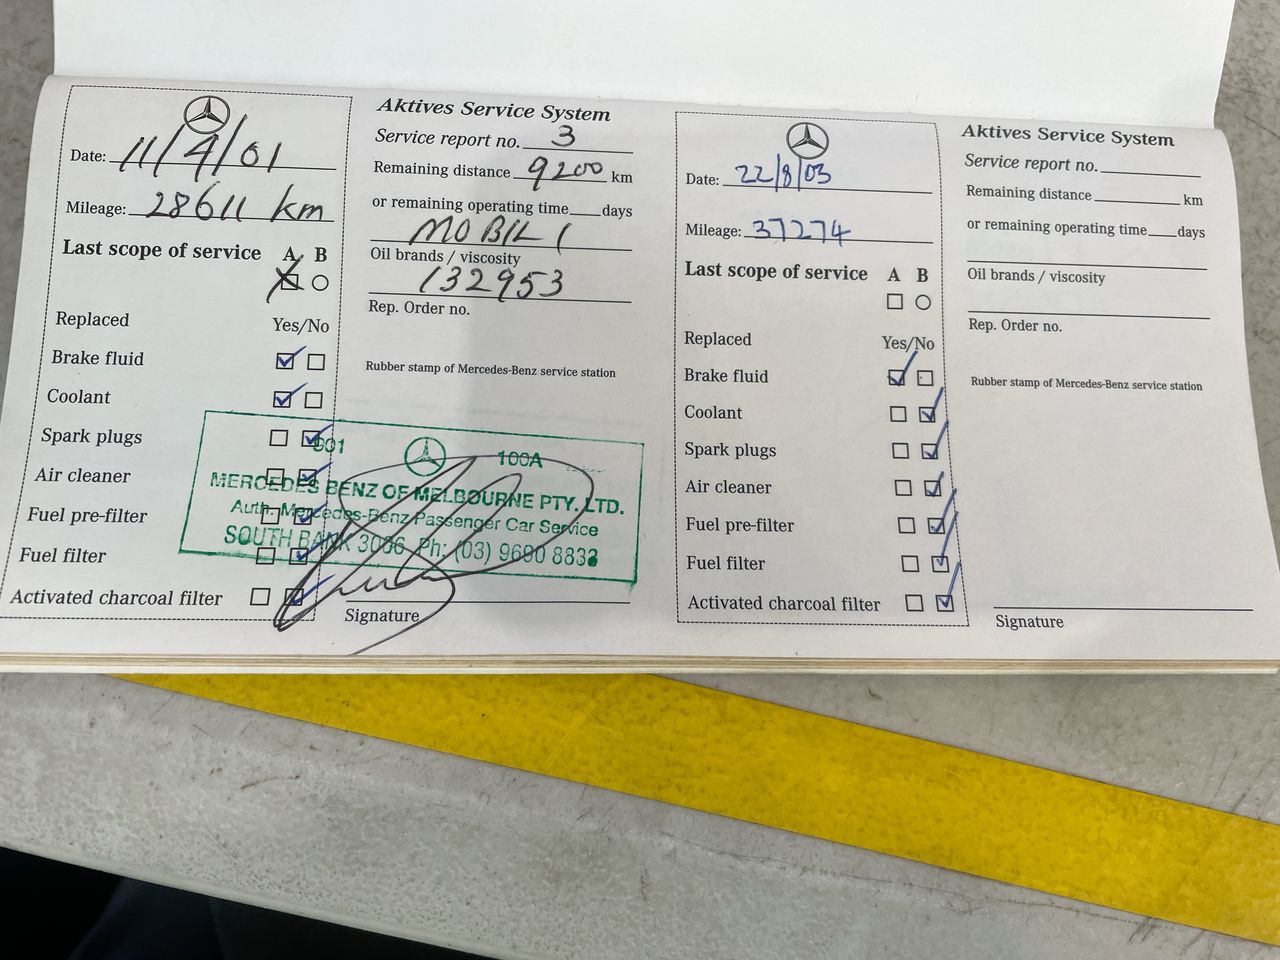 Date: 11/4/01
Mileage: 28611 km
Last scope of service A B
Replaced Yes/No
Brake fluid
Coolant
Spark plugs
Air cleaner
Fuel pre-filter
Fuel filter
Activated charcoal filter
Aktives Service System
Service report no. 3
Remaining distance 9200 km
or remaining operating time days
MOBIL 1
Oil brands / viscosity
132953
Rep. Order no.
Rubber stamp of Mercedes-Benz service station
001 100A
MERCEDES BENZ OF MELBOURNE PTY. LTD.
Auth. Mercedes-Benz Passenger Car Service
SOUTH BANK 3006 Ph: (03) 9690 8838
Signature
Date: 22/8/03
Mileage: 37274
Last scope of service A B
Replaced Yes/No
Brake fluid
Coolant
Spark plugs
Air cleaner
Fuel pre-filter
Fuel filter
Activated charcoal filter
Aktives Service System
Service report no.
Remaining distance km
or remaining operating time days
Oil brands / viscosity
Rep. Order no.
Rubber stamp of Mercedes-Benz service station
Signature